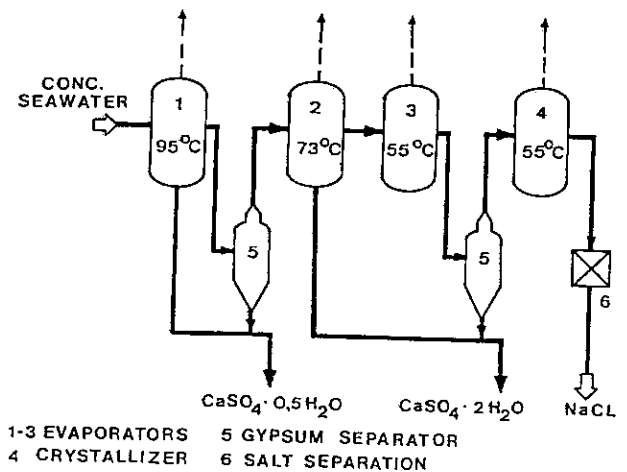 CONC.
SEAWATER
1
95°C
2
73°C
3
55°C
4
55°C
5
5
6
CaSO₄· 0,5H₂O
CaSO₄· 2H₂O
NaCL
1-3 EVAPORATORS 5 GYPSUM SEPARATOR
4 CRYSTALLIZER 6 SALT SEPARATION